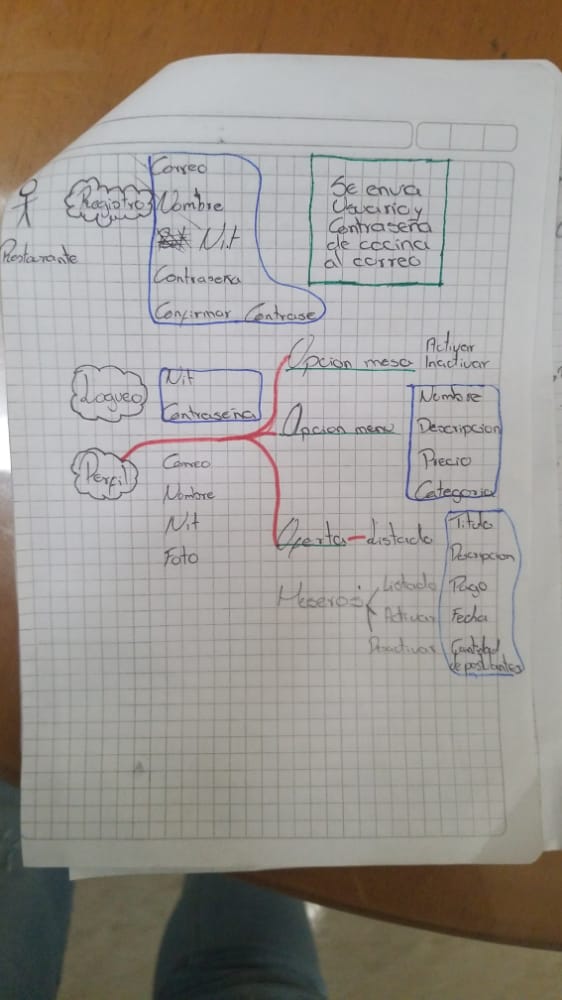 Correo
Registro
Nombre
Nit
Restaurante
Contraseña
Confirmar Contrase
Se envia
Usuario y
Contraseña
de cocina
al correo
Logueo
Nit
Contraseña
Opcion mesa
Activar
Inactivar
Opcion menu
Nombre
Descripcion
Precio
Categoria
Perfil
Correo
Nombre
Nit
Foto
Oferta - listado
Titulo
Descripcion
Pago
Fecha
Cantidad
de postulantes
Meseros
Listado
Activar
Desactivar